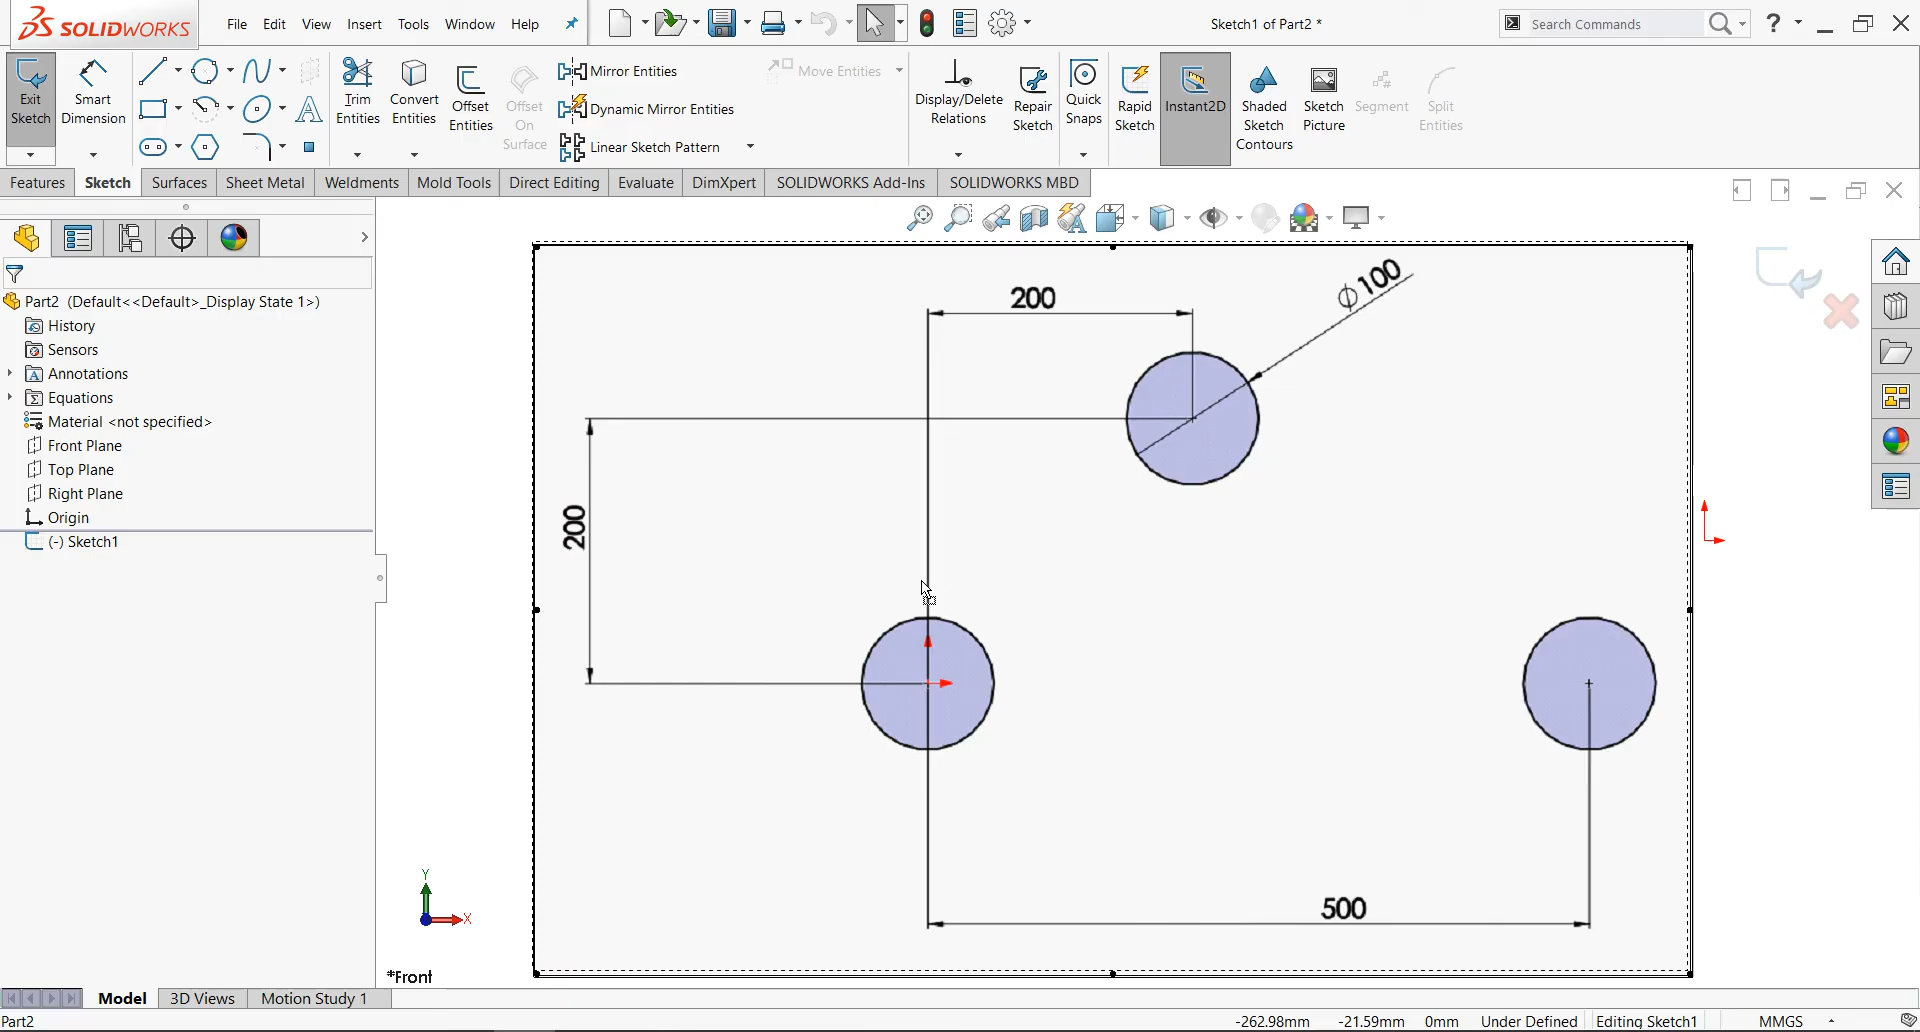 SOLIDWORKS
File Edit View Insert Tools Window Help
Sketch1 of Part2 *
Search Commands
Exit Sketch
Smart Dimension
Trim Entities
Convert Entities
Offset Entities
Offset On Surface
Mirror Entities
Dynamic Mirror Entities
Linear Sketch Pattern
Move Entities
Display/Delete Relations
Repair Sketch
Quick Snaps
Rapid Sketch
Instant2D
Shaded Sketch Contours
Sketch Picture
Segment
Split Entities
Features Sketch Surfaces Sheet Metal Weldments Mold Tools Direct Editing Evaluate DimXpert SOLIDWORKS Add-Ins SOLIDWORKS MBD
Part2 (Default<<Default>_Display State 1>)
History
Sensors
Annotations
Equations
Material <not specified>
Front Plane
Top Plane
Right Plane
Origin
(-) Sketch1
200
⌀100
200
500
Y
X
*Front
Model 3D Views Motion Study 1
Part2 -262.98mm -21.59mm 0mm Under Defined Editing Sketch1 MMGS